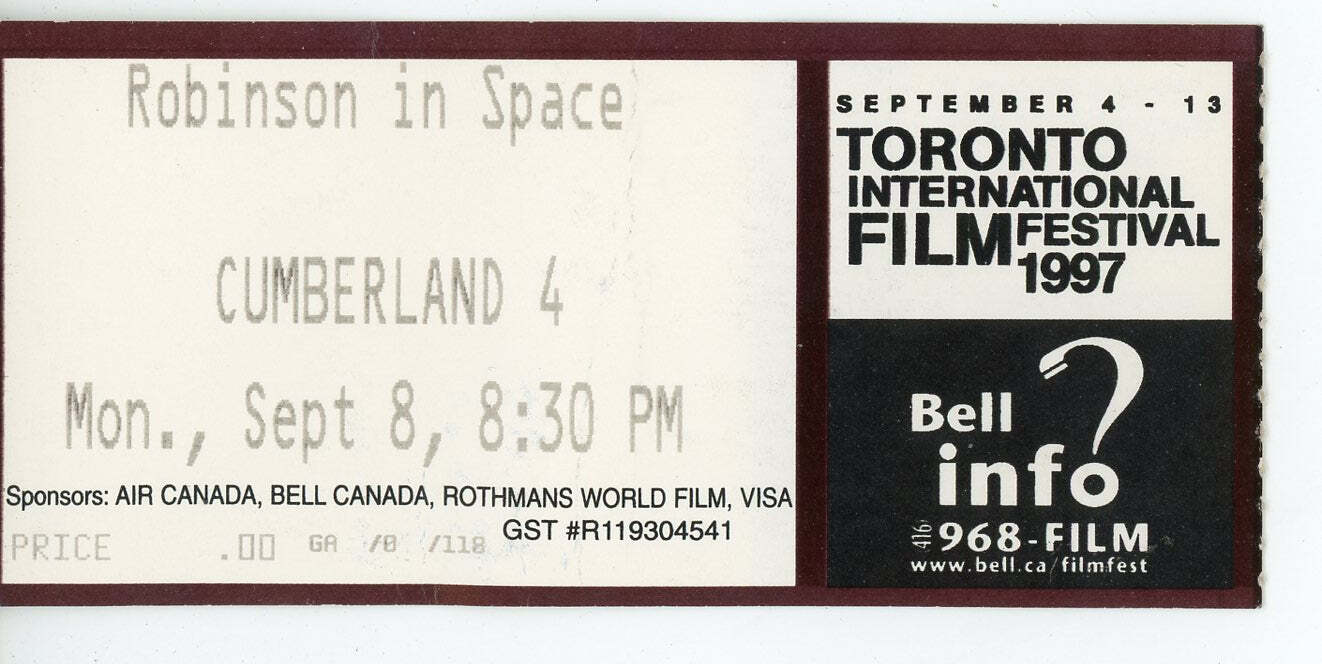 Robinson in Space
CUMBERLAND 4
Mon., Sept 8, 8:30 PM
Sponsors: AIR CANADA, BELL CANADA, ROTHMANS WORLD FILM, VISA
GST #R119304541
PRICE .00 GA /0 /118
SEPTEMBER 4 - 13
TORONTO
INTERNATIONAL
FILM FESTIVAL
1997
Bell
info
416 968-FILM
www.bell.ca/filmfest